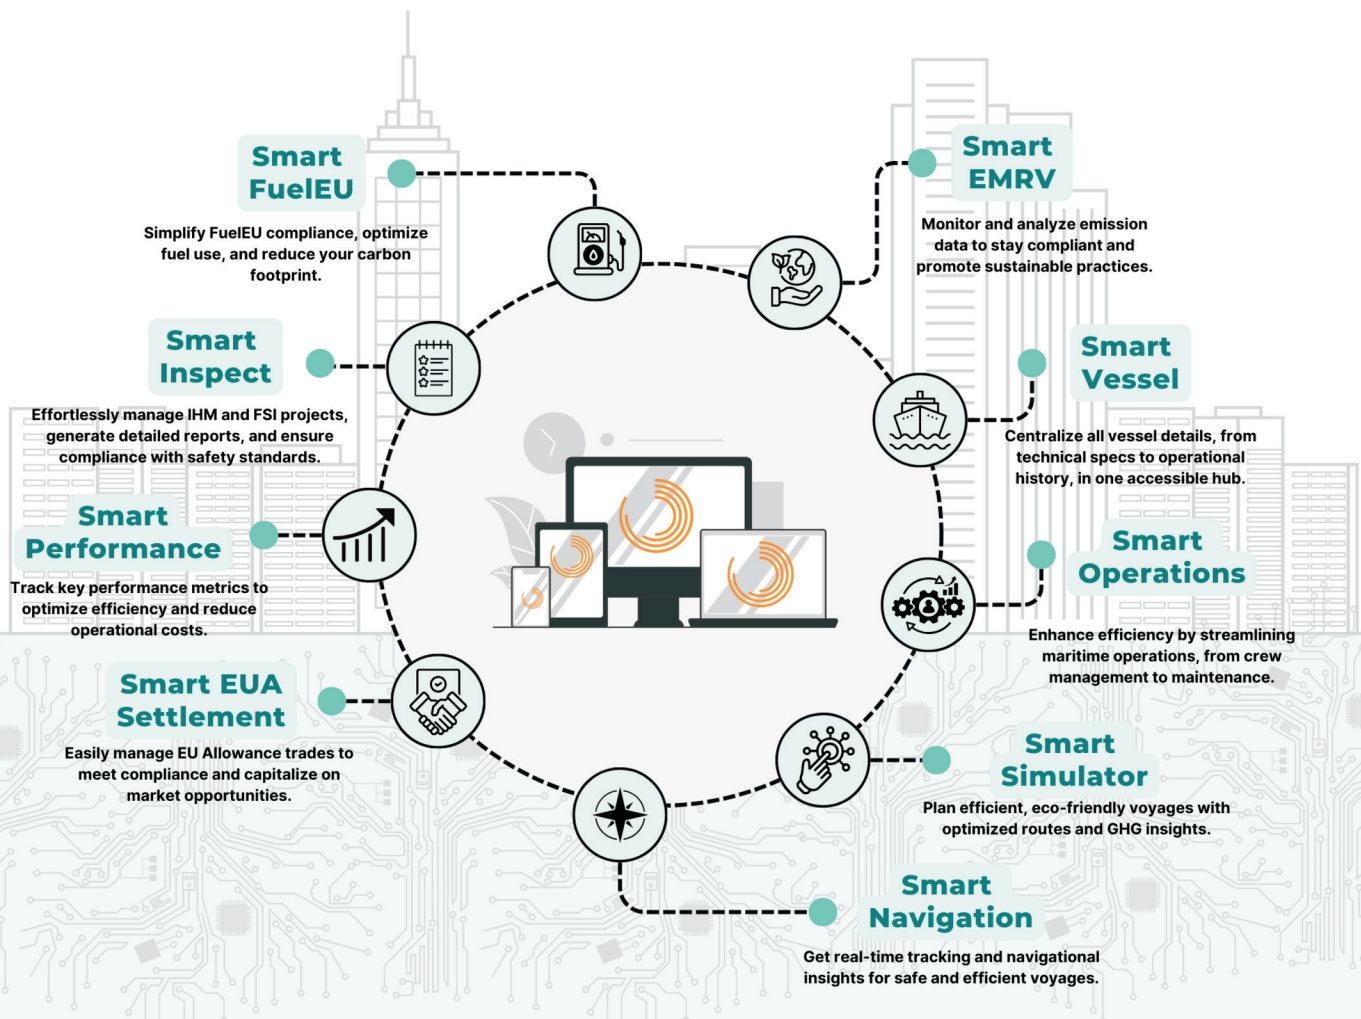 Smart
FuelEU
Simplify FuelEU compliance, optimize
fuel use, and reduce your carbon
footprint.
Smart
EMRV
Monitor and analyze emission
data to stay compliant and
promote sustainable practices.
Smart
Inspect
Effortlessly manage IHM and FSI projects,
generate detailed reports, and ensure
compliance with safety standards.
Smart
Vessel
Centralize all vessel details, from
technical specs to operational
history, in one accessible hub.
Smart
Performance
Track key performance metrics to
optimize efficiency and reduce
operational costs.
Smart
Operations
Enhance efficiency by streamlining
maritime operations, from crew
management to maintenance.
Smart EUA
Settlement
Easily manage EU Allowance trades to
meet compliance and capitalize on
market opportunities.
Smart
Simulator
Plan efficient, eco-friendly voyages with
optimized routes and GHG insights.
Smart
Navigation
Get real-time tracking and navigational
insights for safe and efficient voyages.